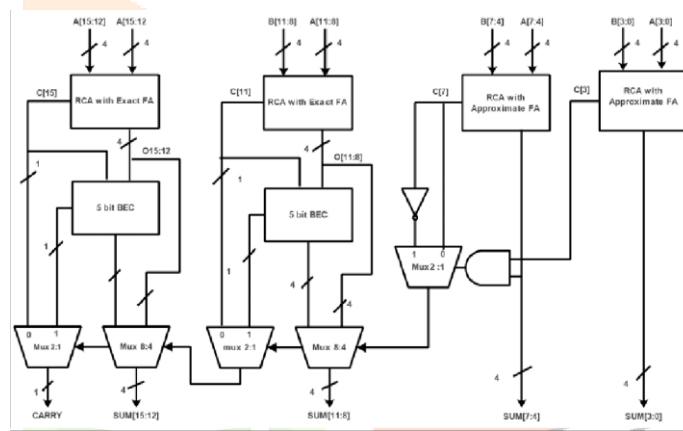 A[15:12] A[15:12] B[11:8] A[11:8] B[7:4] A[7:4] B[3:0] A[3:0]
4 4 4 4 4 4 4 4
C[15] C[11] C[7] C[3]
RCA with Exact FA
RCA with Exact FA
RCA with
Approximate FA
RCA with
Approximate FA
4 O15:12 4 O[11:8]
1 1
5 bit BEC
5 bit BEC
1 1
1 0
Mux2 :1
4 4
0 1 0 1
Mux 2:1 Mux 8:4 mux 2:1 Mux 8:4
1 4 4 4 4
CARRY SUM[15:12] SUM[11:8] SUM[7:4] SUM[3:0]